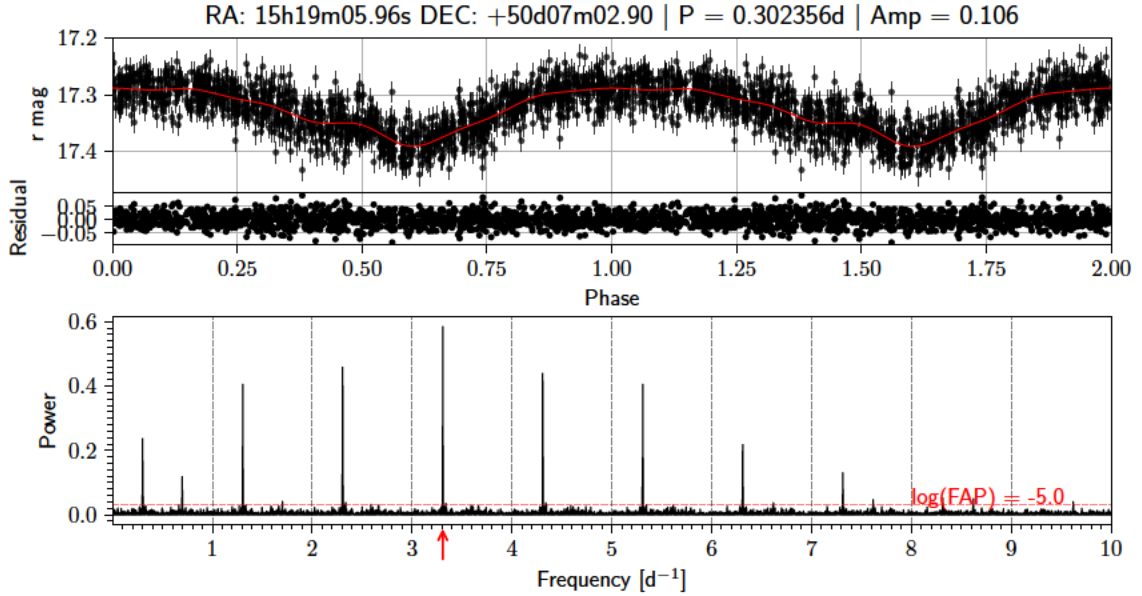 RA: 15h19m05.96s DEC: +50d07m02.90 | P = 0.302356d | Amp = 0.106
17.2
17.3
17.4
r mag
0.05
0.00
−0.05
Residual
0.00 0.25 0.50 0.75 1.00 1.25 1.50 1.75 2.00
Phase
0.6
0.4
0.2
0.0
Power
log(FAP) = -5.0
1 2 3 4 5 6 7 8 9 10
Frequency [d⁻¹]